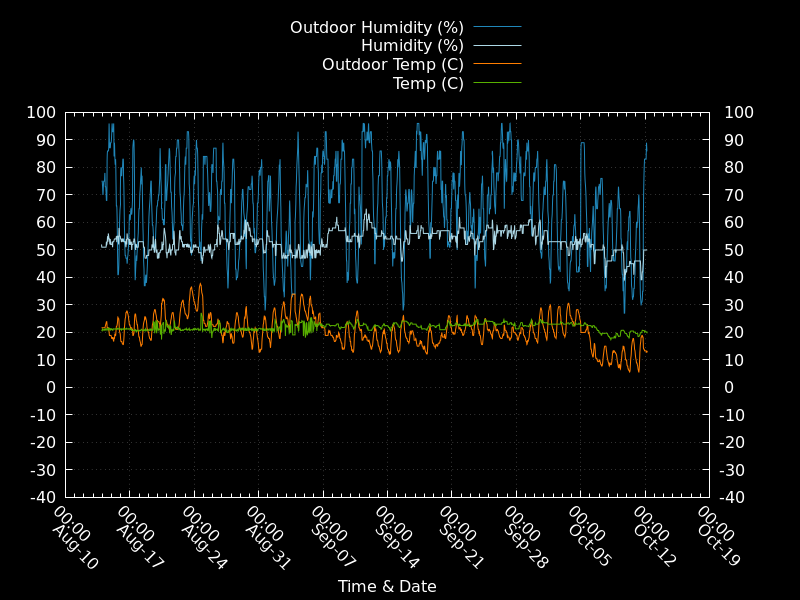 Outdoor Humidity (%)
Humidity (%)
Outdoor Temp (C)
Temp (C)
100 100
90 90
80 80
70 70
60 60
50 50
40 40
30 30
20 20
10 10
0 0
-10 -10
-20 -20
-30 -30
-40 -40
00:00 00:00 00:00 00:00 00:00 00:00 00:00 00:00 00:00 00:00 00:00
Aug-10 Aug-17 Aug-24 Aug-31 Sep-07 Sep-14 Sep-21 Sep-28 Oct-05 Oct-12 Oct-19
Time & Date